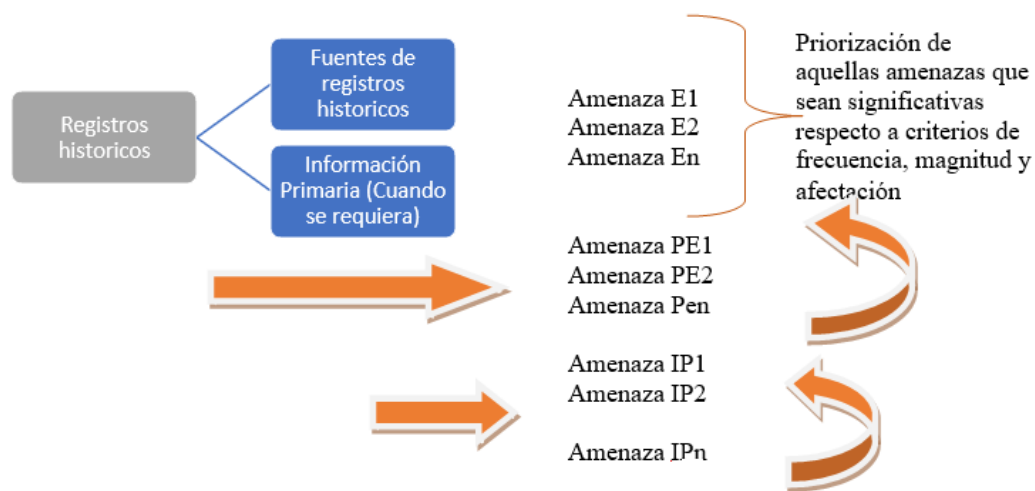 Registros
historicos
Fuentes de
registros
historicos
Información
Primaria (Cuando
se requiera)
Amenaza E1
Amenaza E2
Amenaza En
Priorización de
aquellas amenazas que
sean significativas
respecto a criterios de
frecuencia, magnitud y
afectación
Amenaza PE1
Amenaza PE2
Amenaza Pen
Amenaza IP1
Amenaza IP2
Amenaza IPn